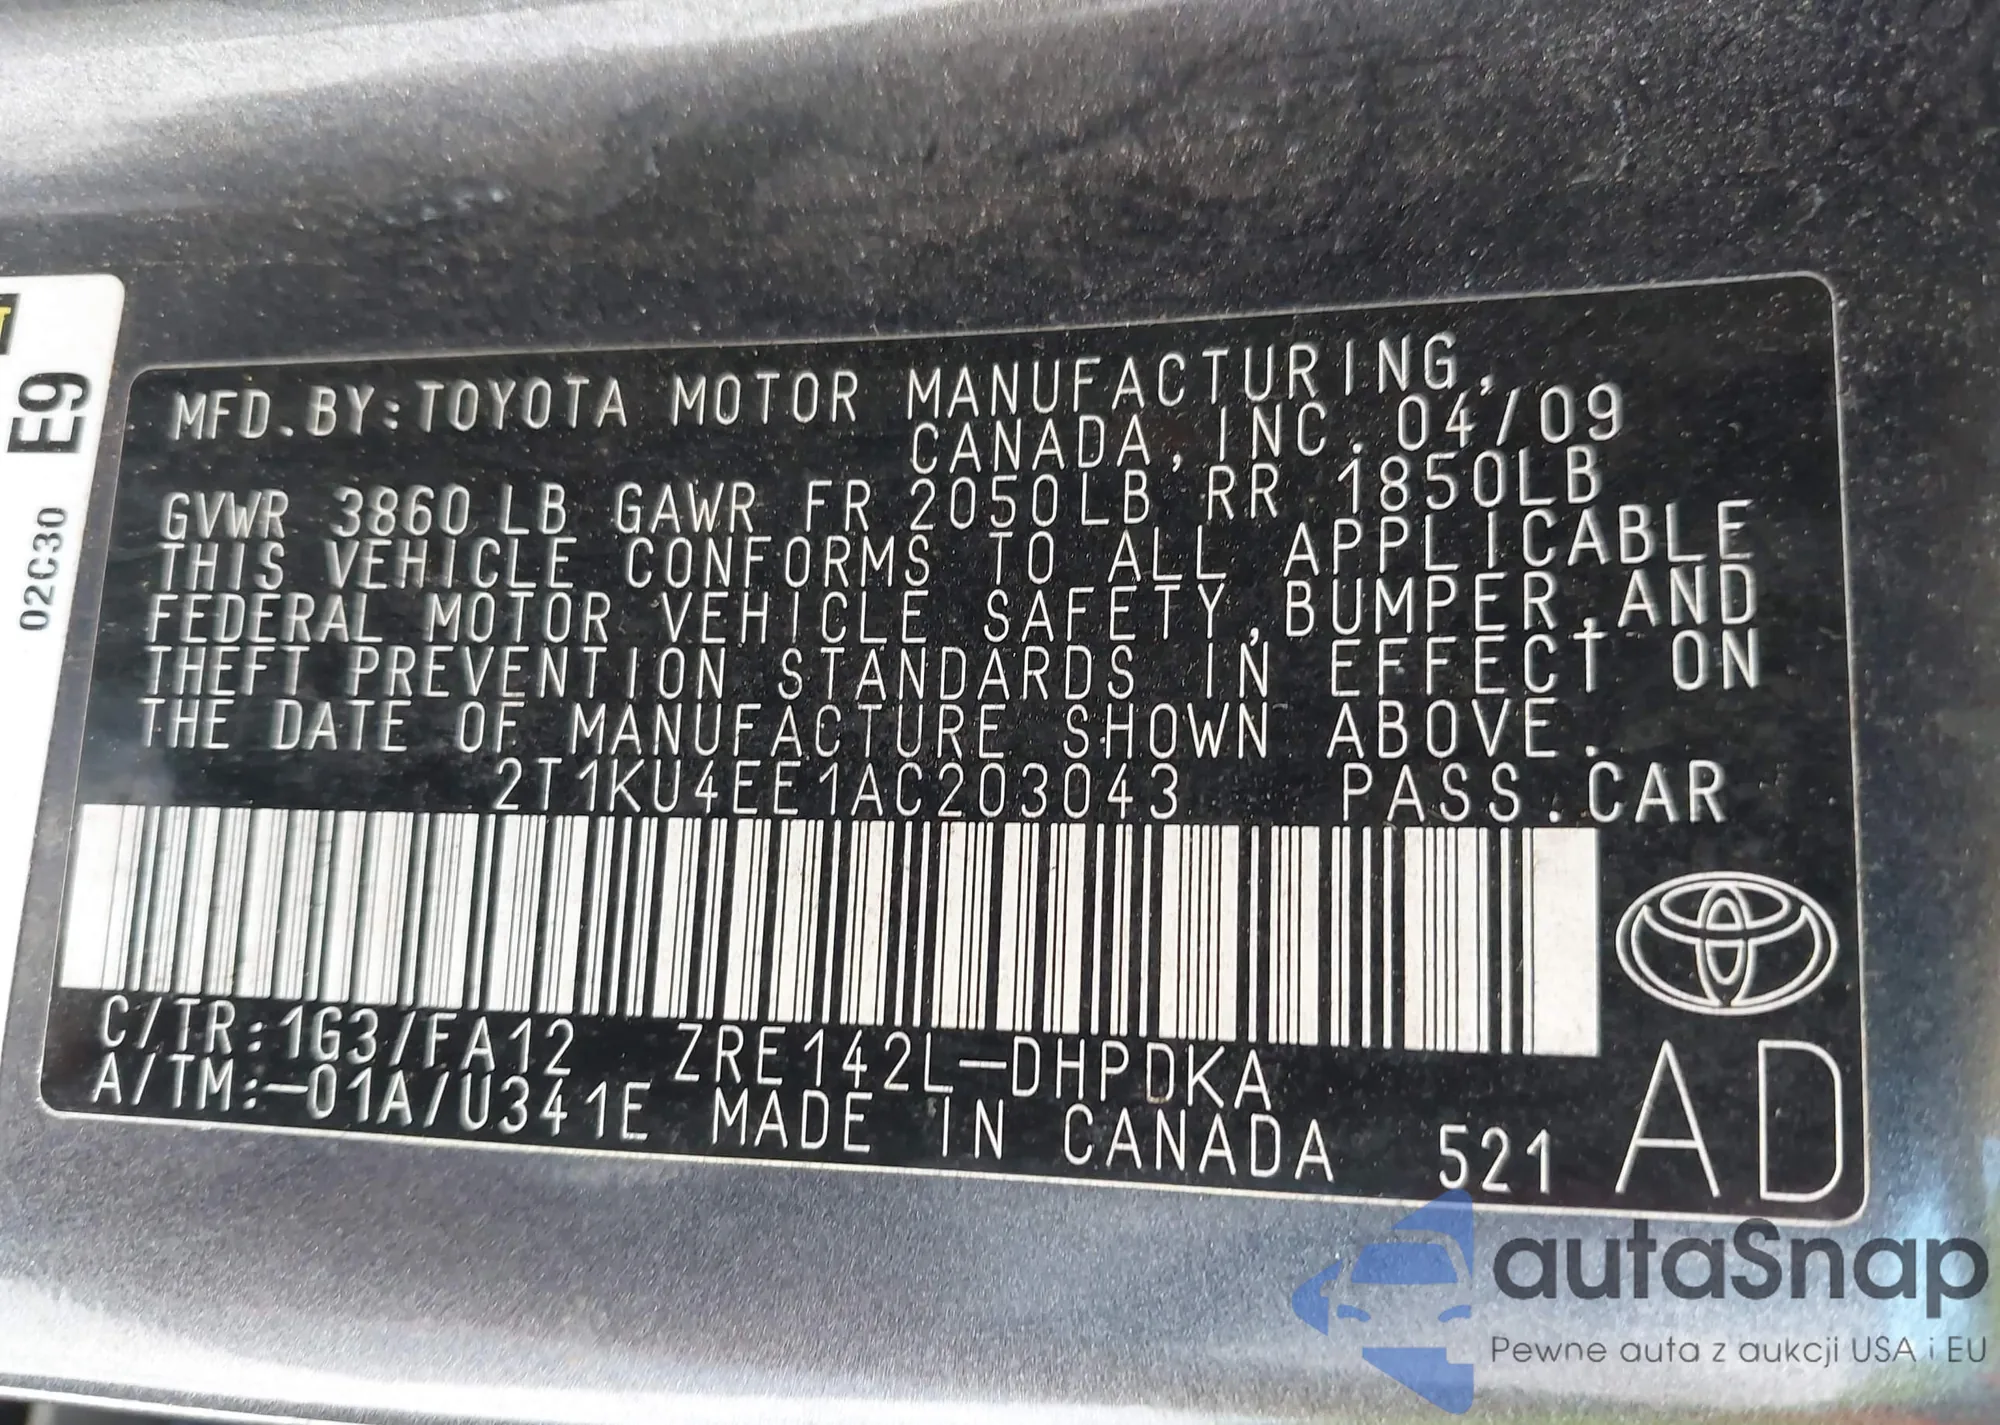 E9
02C30
MFD.BY:TOYOTA MOTOR MANUFACTURING,
CANADA,INC. 04/09
GVWR 3860 LB GAWR FR 2050LB RR 1850LB
THIS VEHICLE CONFORMS TO ALL APPLICABLE
FEDERAL MOTOR VEHICLE SAFETY,BUMPER,AND
THEFT PREVENTION STANDARDS IN EFFECT ON
THE DATE OF MANUFACTURE SHOWN ABOVE.
2T1KU4EE1AC203043 PASS.CAR
C/TR:1G3/FA12 ZRE142L-DHPDKA
A/TM:-01A/U341E MADE IN CANADA 521 AD
autaSnap
Pewne auta z aukcji USA i EU